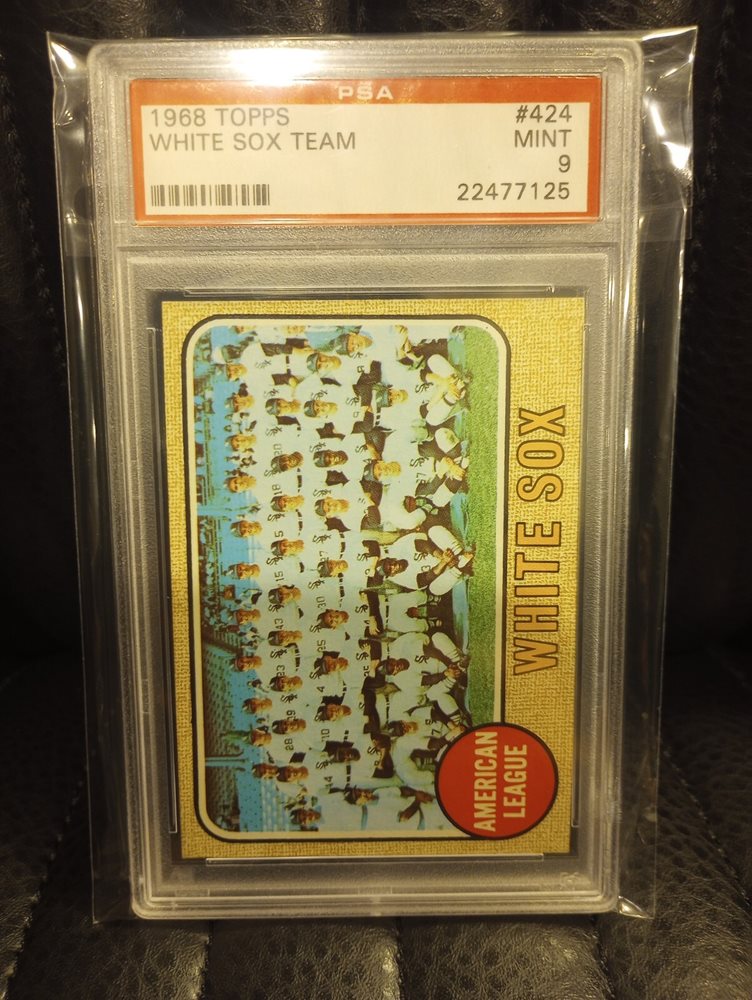 PSA
1968 TOPPS #424
WHITE SOX TEAM MINT
9
22477125
WHITE SOX
AMERICAN
LEAGUE